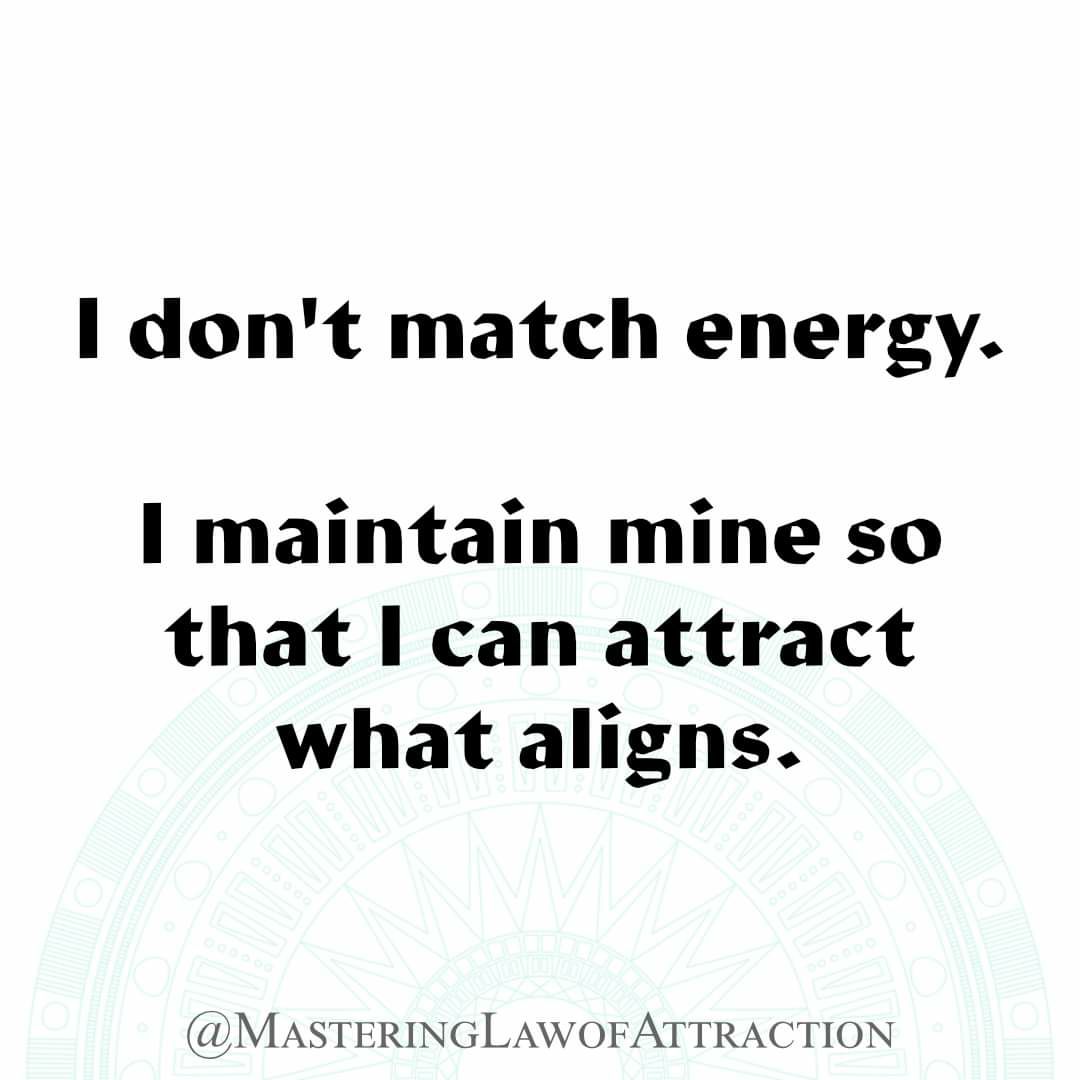 I don't match energy.
I maintain mine so
that I can attract
what aligns.
@MasteringLawofAttraction